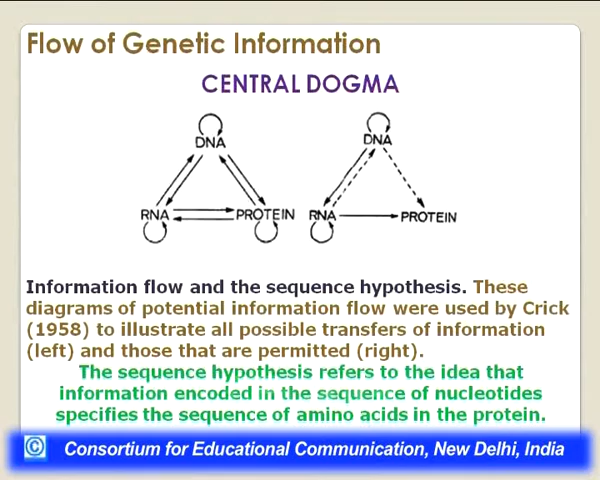 Flow of Genetic Information
CENTRAL DOGMA
DNA DNA
RNA PROTEIN RNA PROTEIN
Information flow and the sequence hypothesis. These
diagrams of potential information flow were used by Crick
(1958) to illustrate all possible transfers of information
(left) and those that are permitted (right).
The sequence hypothesis refers to the idea that
information encoded in the sequence of nucleotides
specifies the sequence of amino acids in the protein.
© Consortium for Educational Communication, New Delhi, India